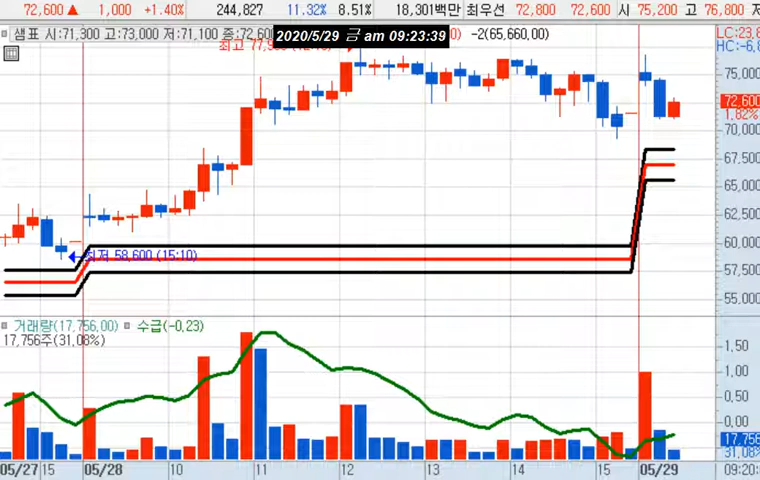 72,600 ▲ 1,000 +1.40% 244,827 11.32% 8.51% 18,301백만 최우선 72,800 72,600 시 75,200 고 76,800
샘표 시:71,300 고:73,000 저:71,100 종:72,600 -2(65,660,00)
2020/5/29 금 am 09:23:39
LC:23,8
HC:-6,8
75,000
72,600
1.82%
70,000
67,500
65,000
62,500
60,000
57,500
55,000
최저 58,600 (15:10)
거래량(17,756,00) 수급(-0,23)
17,756주(31,08%)
1,50
1,00
0,50
0,00
17,756
31,08%
05/27 15 05/28 10 11 12 13 14 15 05/29 09:20: